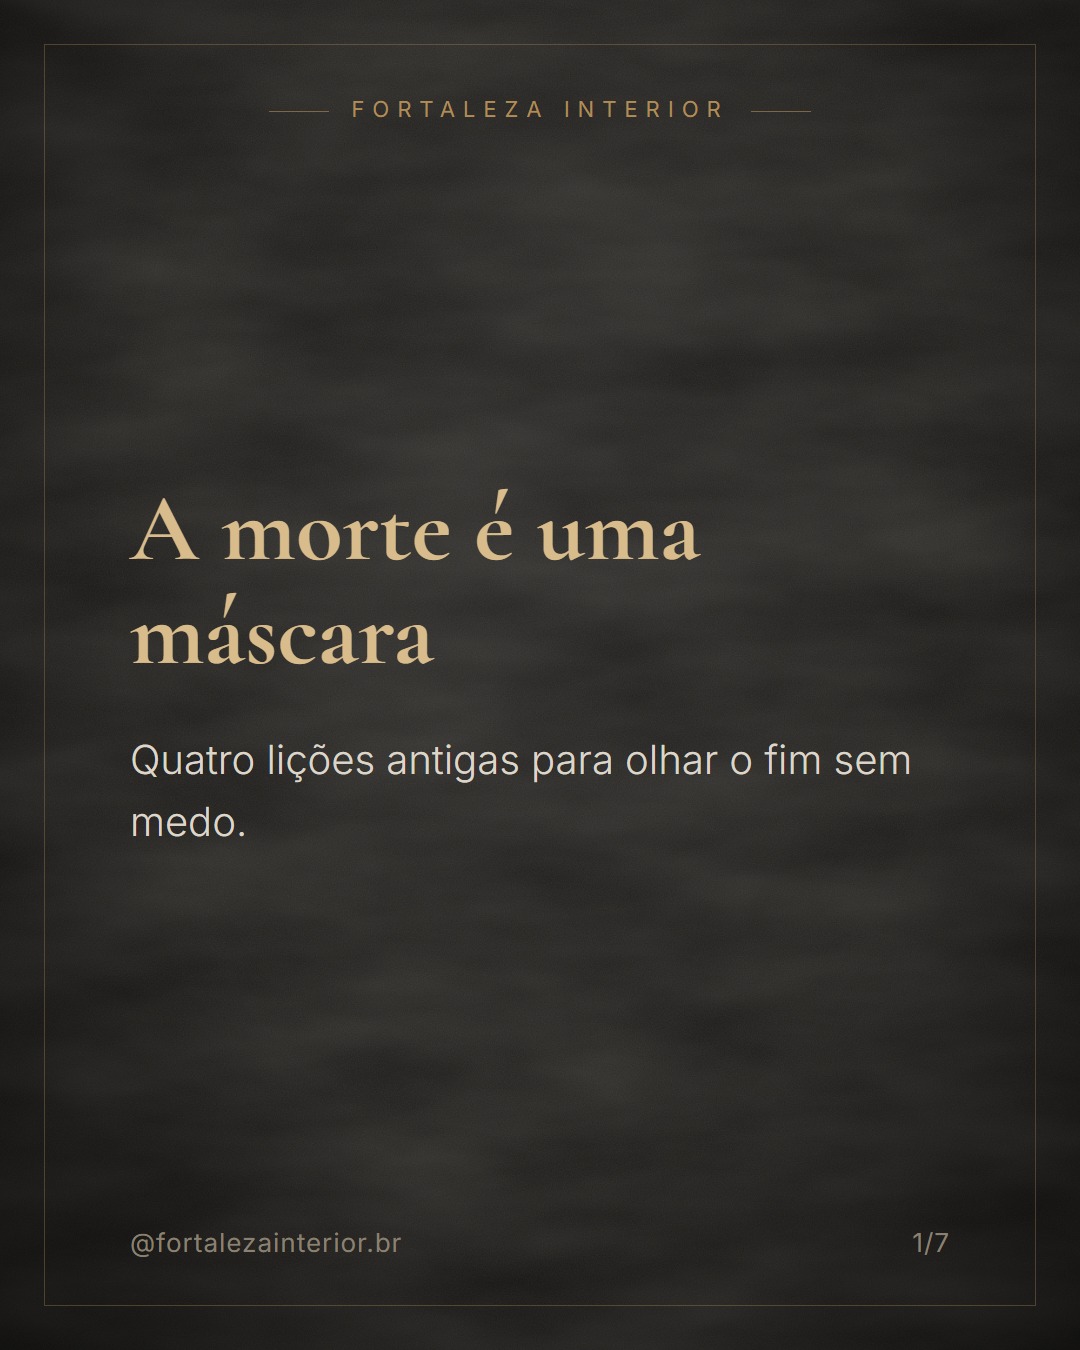 FORTALEZA INTERIOR
A morte é uma
máscara
Quatro lições antigas para olhar o fim sem
medo.
@fortalezainterior.br
1/7